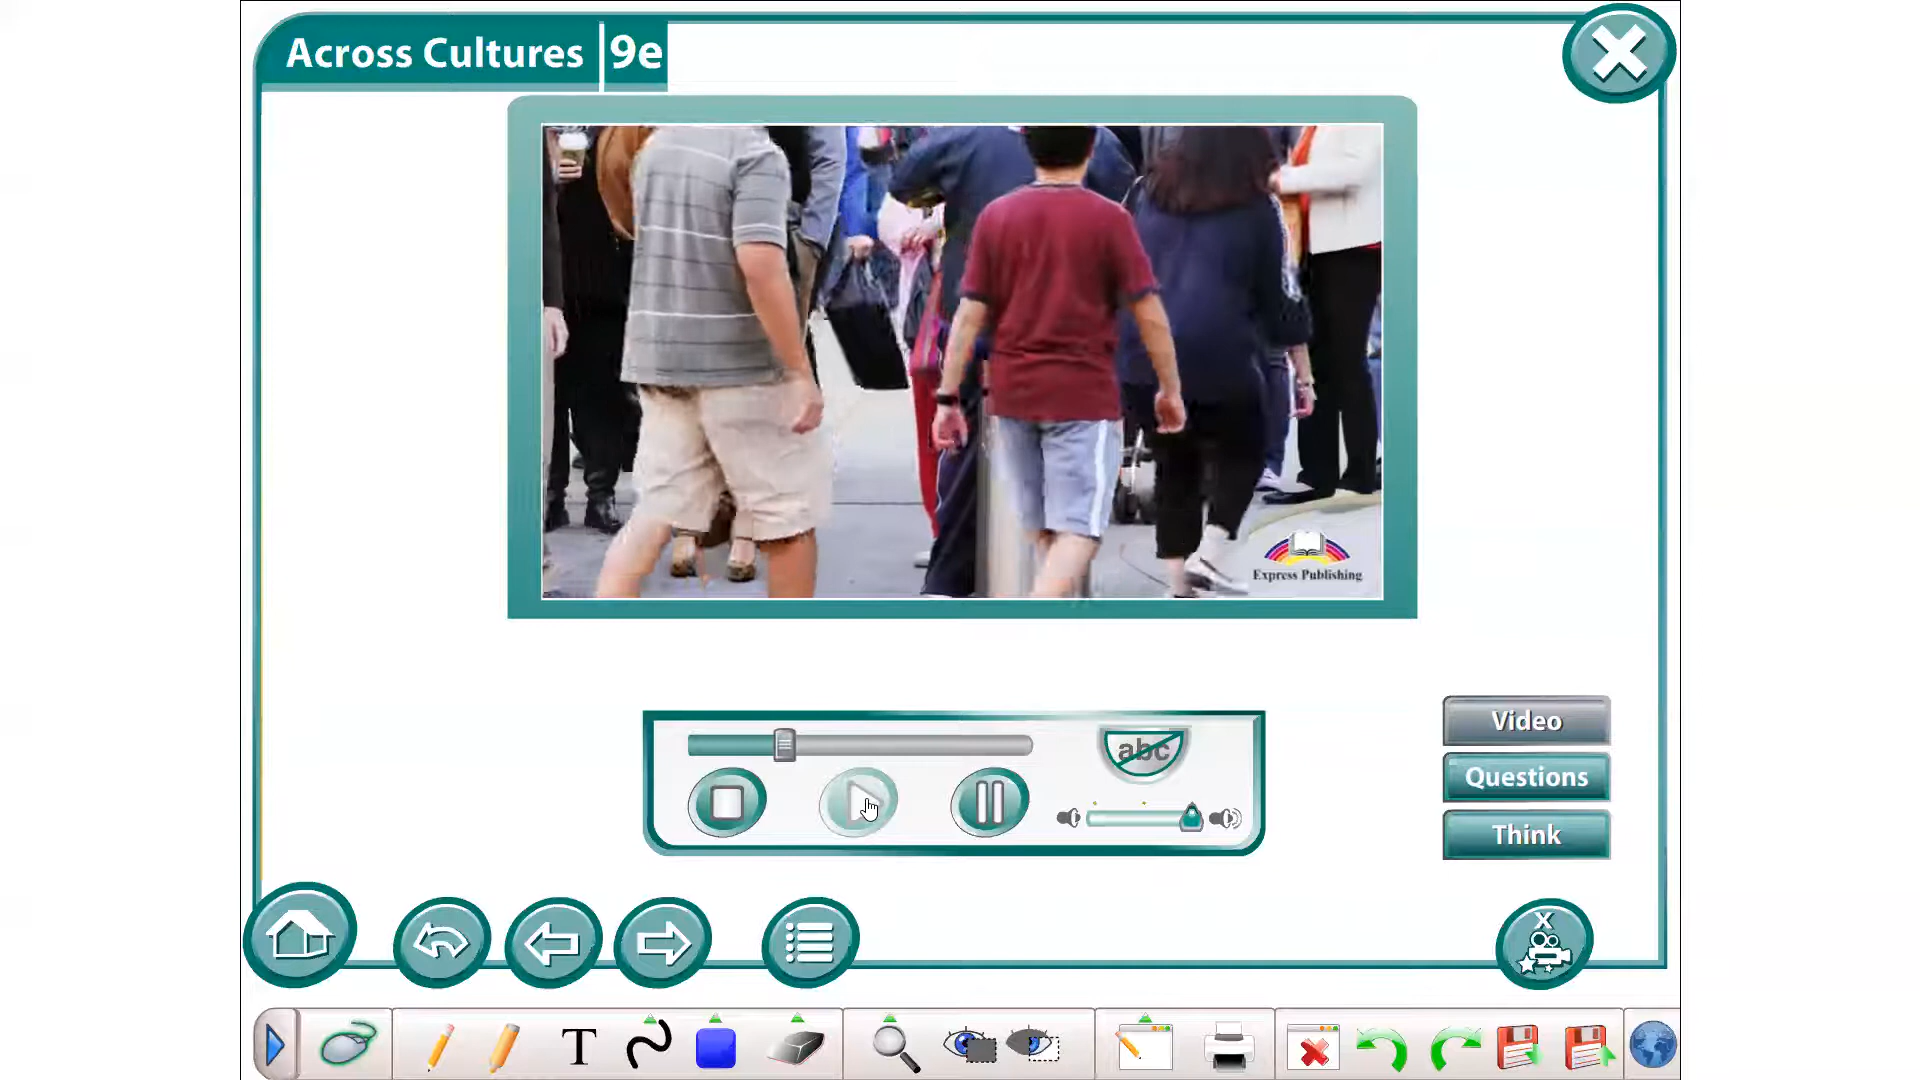 Across Cultures 9e
Express Publishing
abc
Video
Questions
Think
X
T